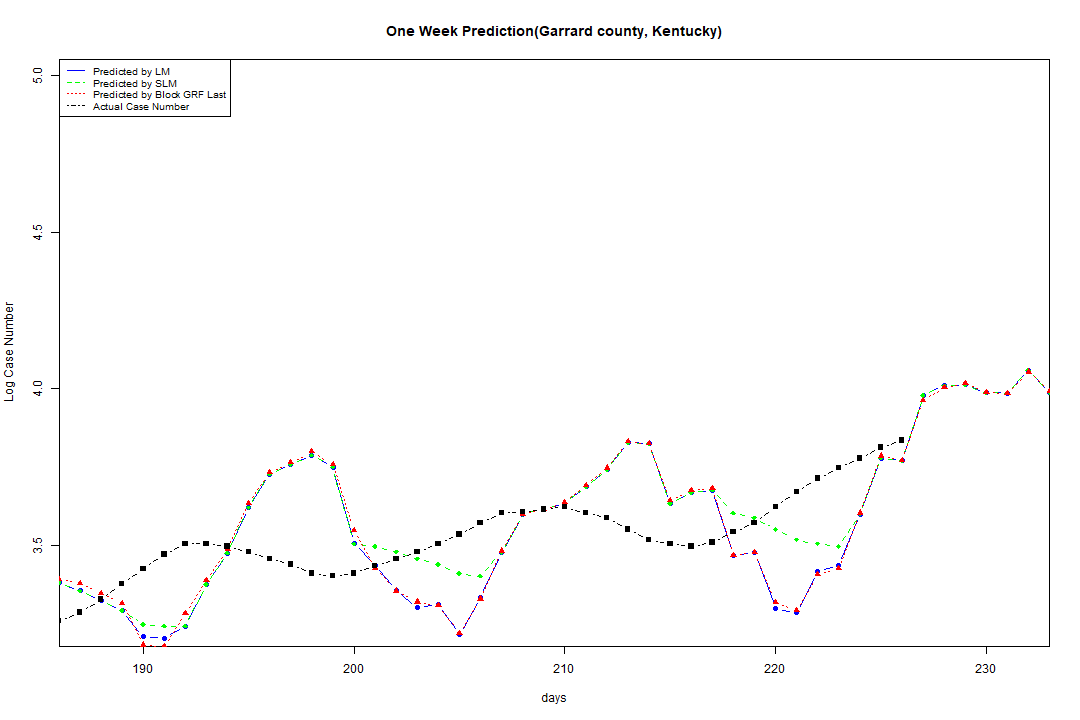 One Week Prediction(Garrard county, Kentucky)
Predicted by LM
Predicted by SLM
Predicted by Block GRF Last
Actual Case Number
5.0
4.5
4.0
3.5
Log Case Number
190 200 210 220 230
days